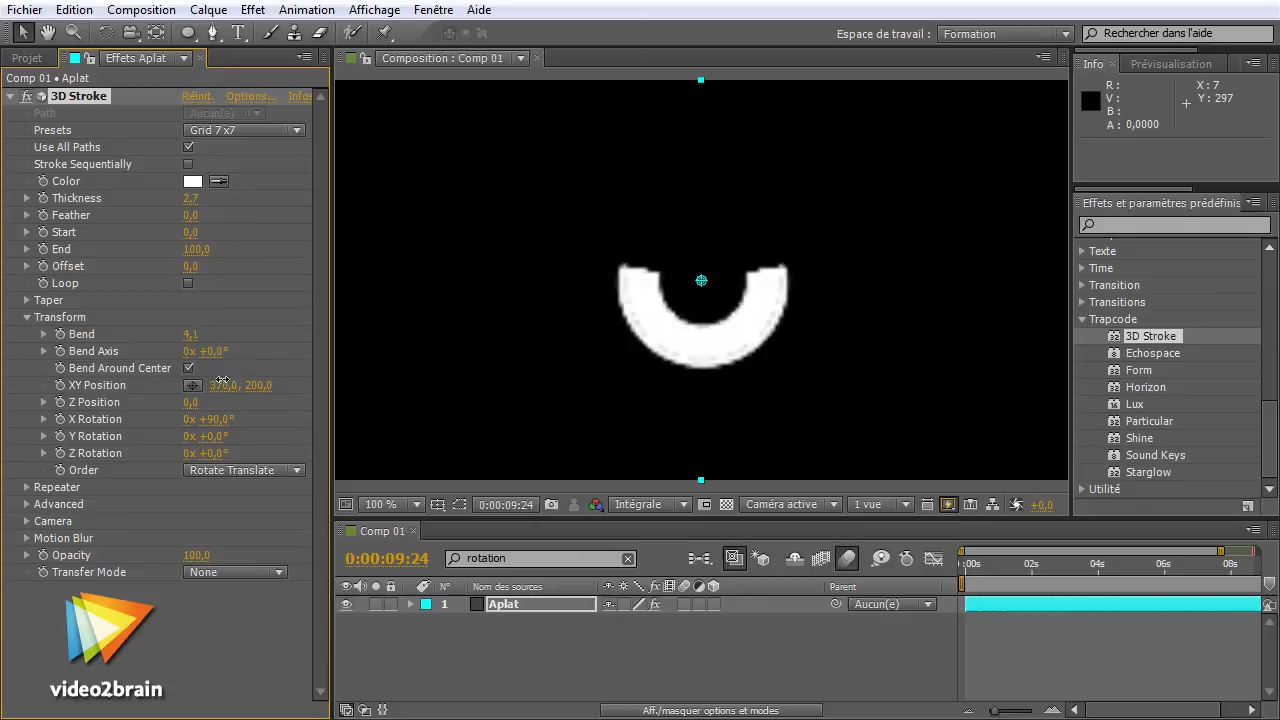 Fichier Edition Composition Calque Effet Animation Affichage Fenêtre Aide
Espace de travail : Formation Rechercher dans l'aide
Projet Effets Aplat Composition : Comp 01 Info Prévisualisation
Comp 01 • Aplat
R : X : 7
V : Y : 297
B :
A : 0,0000
3D Stroke Réinit. Options... Infos
Path Aucun(e)
Presets Grid 7 x7
Use All Paths
Stroke Sequentially
Color
Thickness 2,7
Feather 0,0
Start 0,0
End 100,0
Offset 0,0
Loop
Taper
Transform
Bend 4,1
Bend Axis 0x +0,0°
Bend Around Center
XY Position 200,0
Z Position 0,0
X Rotation 0x +90,0°
Y Rotation 0x +0,0°
Z Rotation 0x +0,0°
Order Rotate Translate
Repeater
Advanced
Camera
Motion Blur
Opacity 100,0
Transfer Mode None
video2brain
Effets et paramètres prédéfinis
Texte
Time
Transition
Transitions
Trapcode
3D Stroke
Echospace
Form
Horizon
Lux
Particular
Shine
Sound Keys
Starglow
Utilité
100 % 0:00:09:24 Intégrale Caméra active 1 vue +0,0
Comp 01
0:00:09:24 rotation
:00s 02s 04s 06s 08s
N° Nom des sources fx Parent
1 Aplat fx Aucun(e)
Aff./masquer options et modes